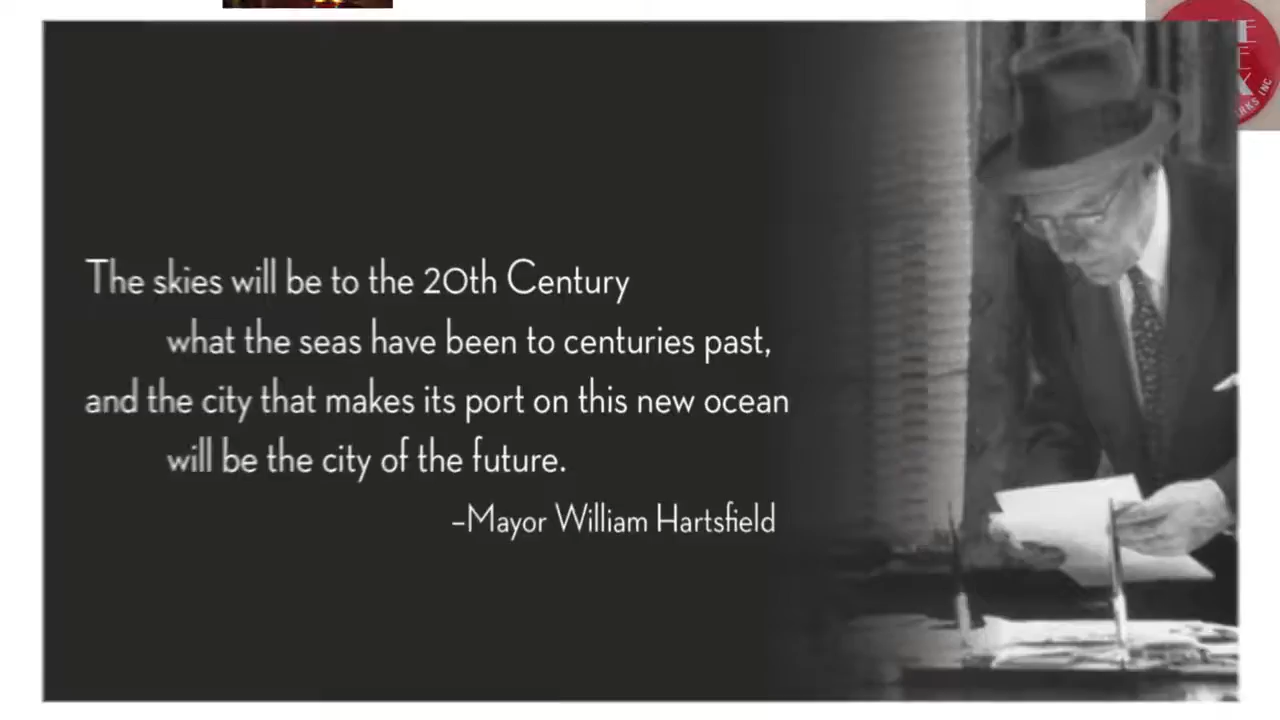 The skies will be to the 20th Century
what the seas have been to centuries past,
and the city that makes its port on this new ocean
will be the city of the future.
–Mayor William Hartsfield